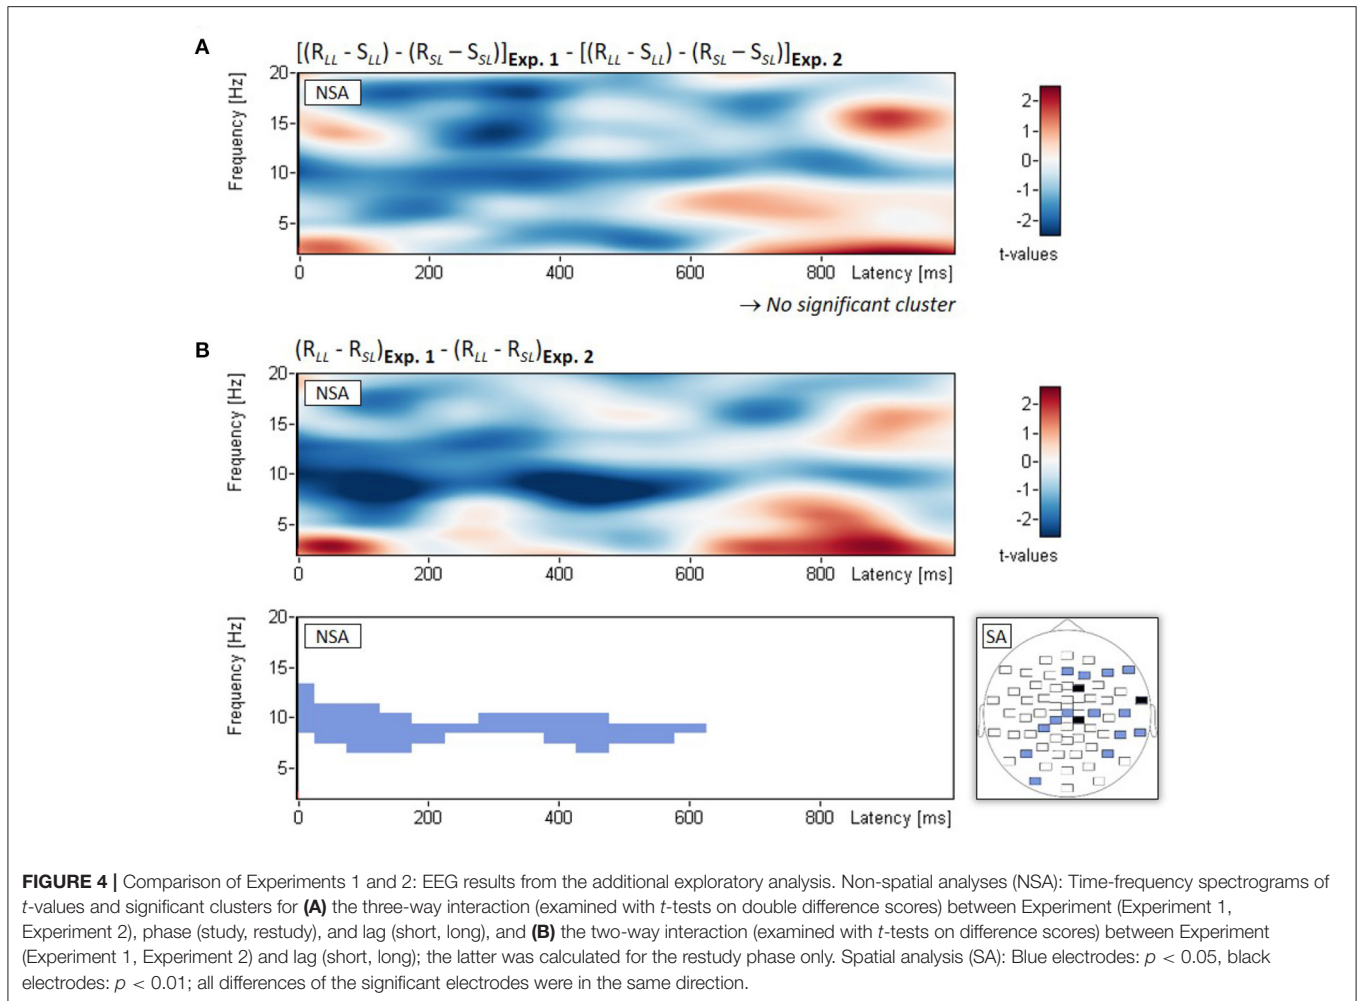 A
[(R_LL - S_LL) - (R_SL – S_SL)]Exp. 1 - [(R_LL - S_LL) - (R_SL – S_SL)]Exp. 2
NSA
Frequency [Hz]
20
15
10
5
0 200 400 600 800 Latency [ms]
2
1
0
-1
-2
t-values
→ No significant cluster
B
(R_LL - R_SL)Exp. 1 - (R_LL - R_SL)Exp. 2
NSA
Frequency [Hz]
20
15
10
5
0 200 400 600 800 Latency [ms]
2
1
0
-1
-2
t-values
NSA
Frequency [Hz]
20
15
10
5
0 200 400 600 800 Latency [ms]
SA
FIGURE 4 | Comparison of Experiments 1 and 2: EEG results from the additional exploratory analysis. Non-spatial analyses (NSA): Time-frequency spectrograms of
t-values and significant clusters for (A) the three-way interaction (examined with t-tests on double difference scores) between Experiment (Experiment 1,
Experiment 2), phase (study, restudy), and lag (short, long), and (B) the two-way interaction (examined with t-tests on difference scores) between Experiment
(Experiment 1, Experiment 2) and lag (short, long); the latter was calculated for the restudy phase only. Spatial analysis (SA): Blue electrodes: p < 0.05, black
electrodes: p < 0.01; all differences of the significant electrodes were in the same direction.